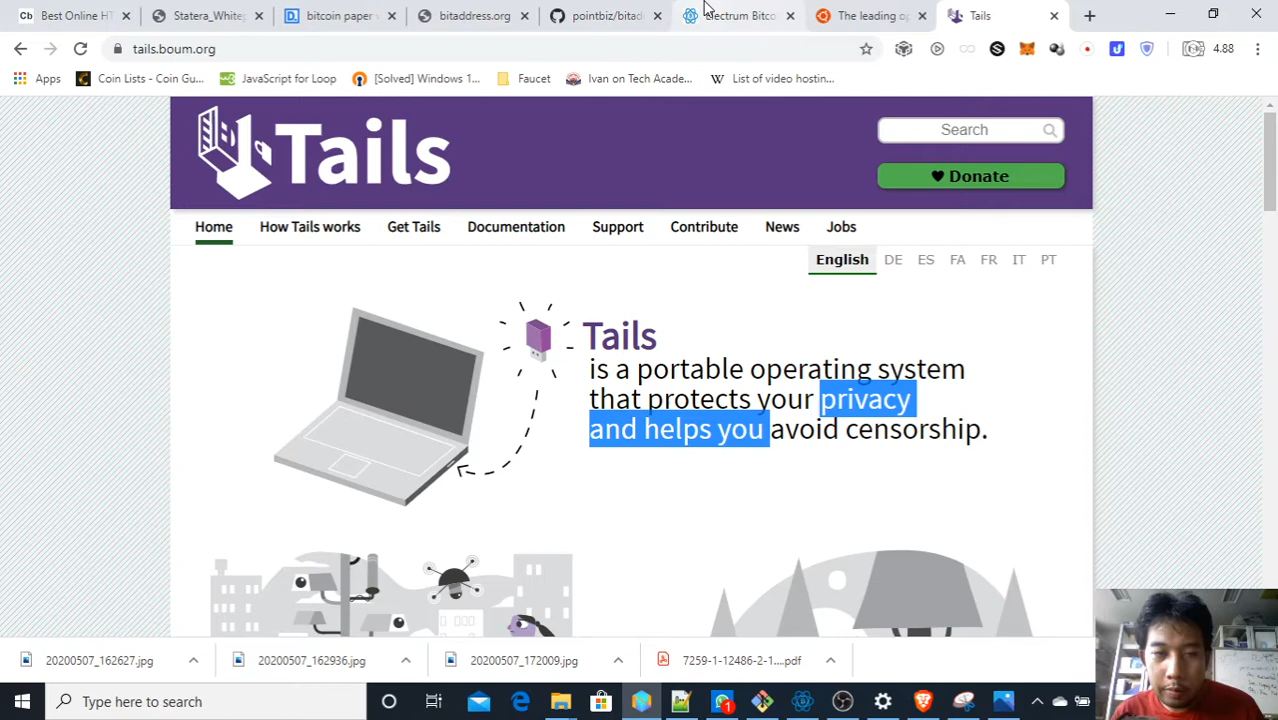 Best Online HT
Statera_Whitep
bitcoin paper w
bitaddress.org
pointbiz/bitadd
Electrum Bitco
The leading op
Tails
tails.boum.org
4.88
Apps
Coin Lists - Coin Gu...
JavaScript for Loop
[Solved] Windows 1...
Faucet
Ivan on Tech Acade...
List of video hostin...
Tails
Search
Donate
Home
How Tails works
Get Tails
Documentation
Support
Contribute
News
Jobs
English
DE
ES
FA
FR
IT
PT
Tails
is a portable operating system
that protects your privacy
and helps you avoid censorship.
20200507_162627.jpg
20200507_162936.jpg
20200507_172009.jpg
7259-1-12486-2-1....pdf
Type here to search